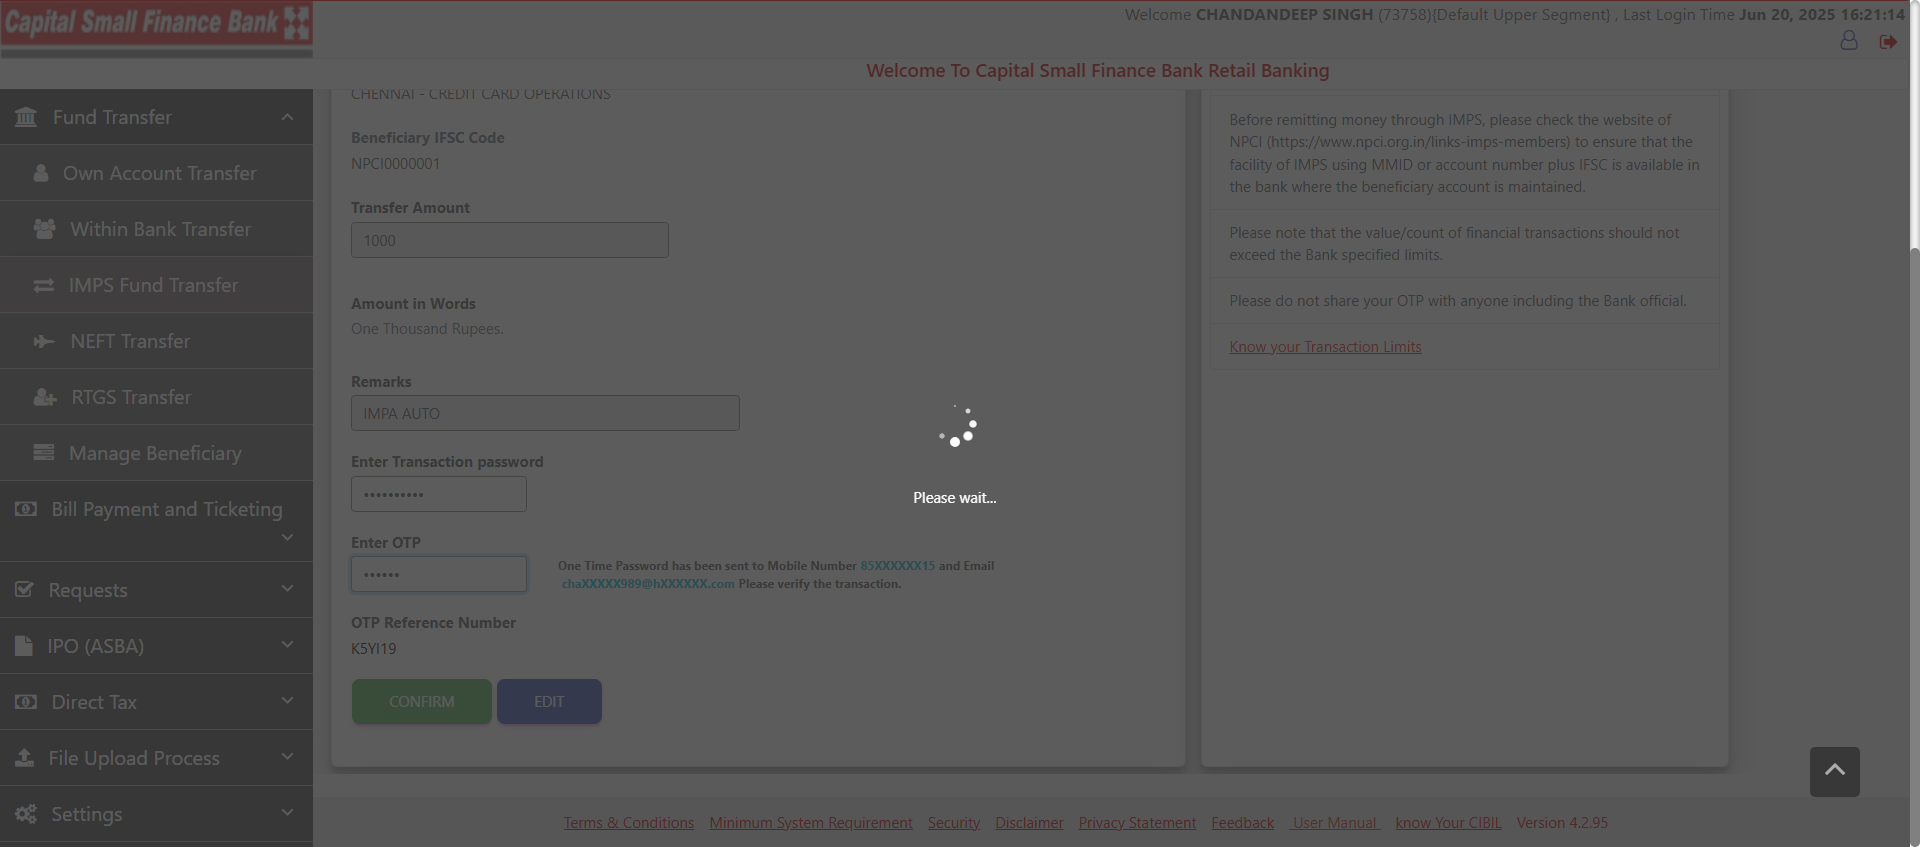 Capital Small Finance Bank
Welcome CHANDANDEEP SINGH (73758){Default Upper Segment} , Last Login Time Jun 20, 2025 16:21:14
Welcome To Capital Small Finance Bank Retail Banking
Fund Transfer
Own Account Transfer
Within Bank Transfer
IMPS Fund Transfer
NEFT Transfer
RTGS Transfer
Manage Beneficiary
Bill Payment and Ticketing
Requests
IPO (ASBA)
Direct Tax
File Upload Process
Settings
CHENNAI - CREDIT CARD OPERATIONS
Beneficiary IFSC Code
NPCI0000001
Transfer Amount
1000
Amount in Words
One Thousand Rupees.
Remarks
IMPA AUTO
Enter Transaction password
••••••••••
Enter OTP
••••••
One Time Password has been sent to Mobile Number 85XXXXXX15 and Email
chaXXXXX989@hXXXXXX.com Please verify the transaction.
OTP Reference Number
K5YI19
CONFIRM
EDIT
Please wait...
Before remitting money through IMPS, please check the website of
NPCI (https://www.npci.org.in/links-imps-members) to ensure that the
facility of IMPS using MMID or account number plus IFSC is available in
the bank where the beneficiary account is maintained.
Please note that the value/count of financial transactions should not
exceed the Bank specified limits.
Please do not share your OTP with anyone including the Bank official.
Know your Transaction Limits
Terms & Conditions Minimum System Requirement Security Disclaimer Privacy Statement Feedback User Manual know Your CIBIL Version 4.2.95